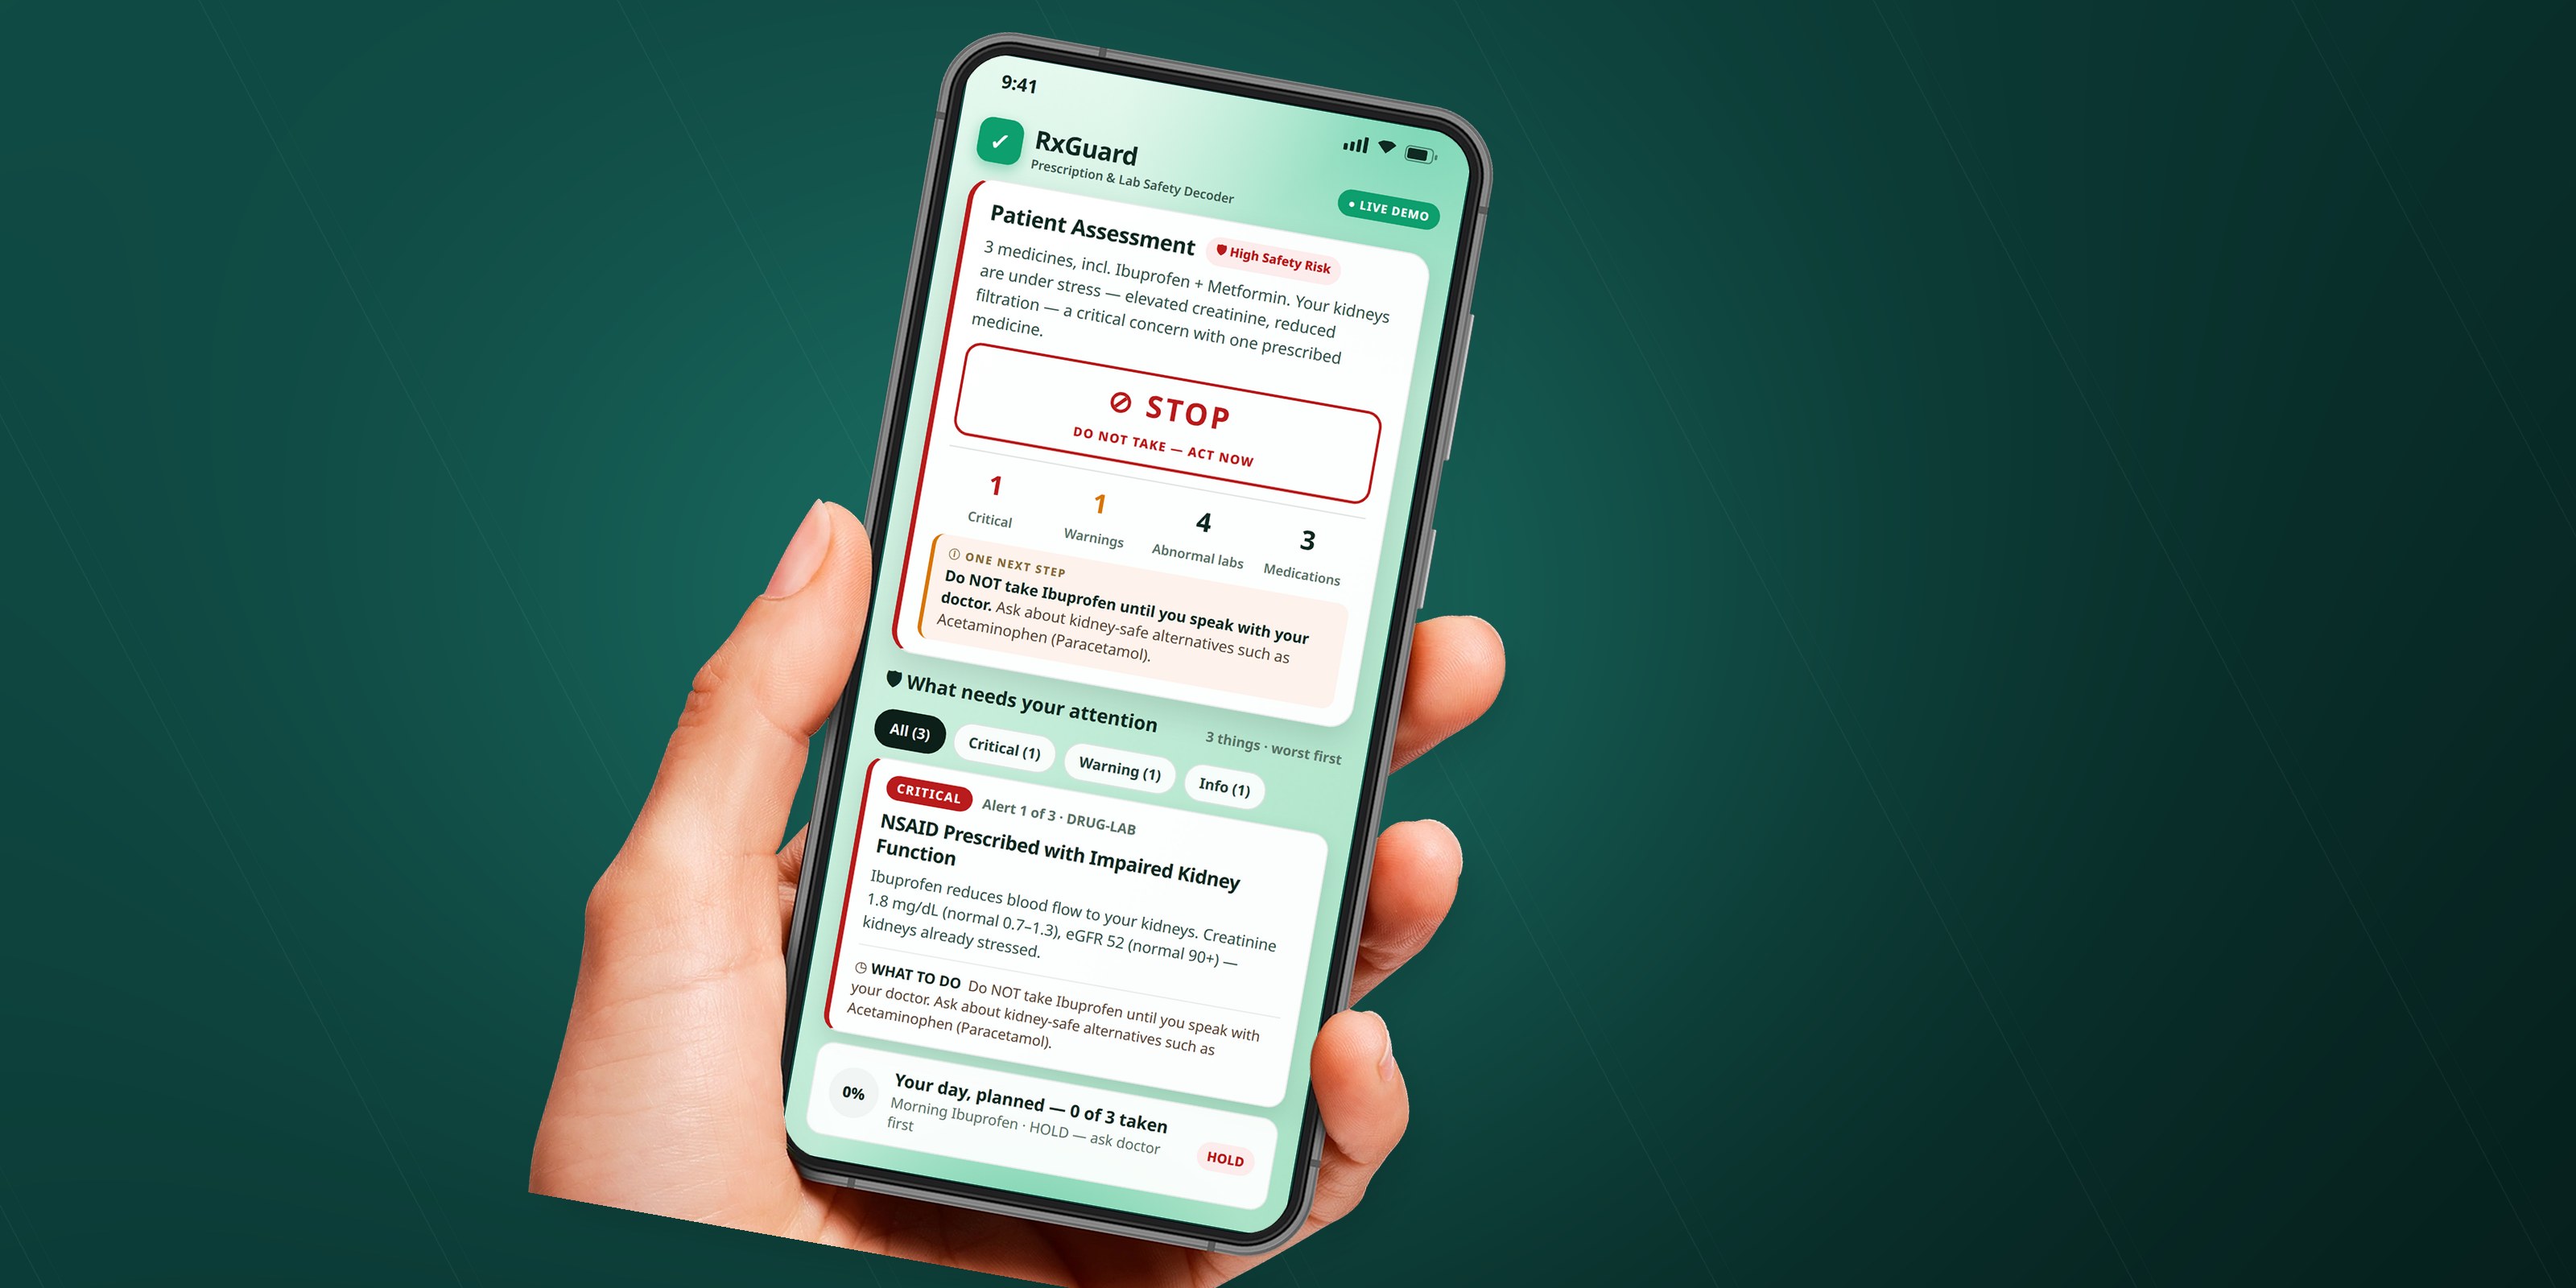 9:41
✓
RxGuard
Prescription & Lab Safety Decoder
• LIVE DEMO
Patient Assessment
High Safety Risk
3 medicines, incl. Ibuprofen + Metformin. Your kidneys
are under stress — elevated creatinine, reduced
filtration — a critical concern with one prescribed
medicine.
STOP
DO NOT TAKE — ACT NOW
1
Critical
1
Warnings
4
Abnormal labs
3
Medications
ⓘ ONE NEXT STEP
Do NOT take Ibuprofen until you speak with your
doctor. Ask about kidney-safe alternatives such as
Acetaminophen (Paracetamol).
What needs your attention
3 things · worst first
All (3)
Critical (1)
Warning (1)
Info (1)
CRITICAL
Alert 1 of 3 · DRUG-LAB
NSAID Prescribed with Impaired Kidney
Function
Ibuprofen reduces blood flow to your kidneys. Creatinine
1.8 mg/dL (normal 0.7–1.3), eGFR 52 (normal 90+) —
kidneys already stressed.
WHAT TO DO Do NOT take Ibuprofen until you speak with
your doctor. Ask about kidney-safe alternatives such as
Acetaminophen (Paracetamol).
0%
Your day, planned — 0 of 3 taken
Morning Ibuprofen · HOLD — ask doctor
first
HOLD